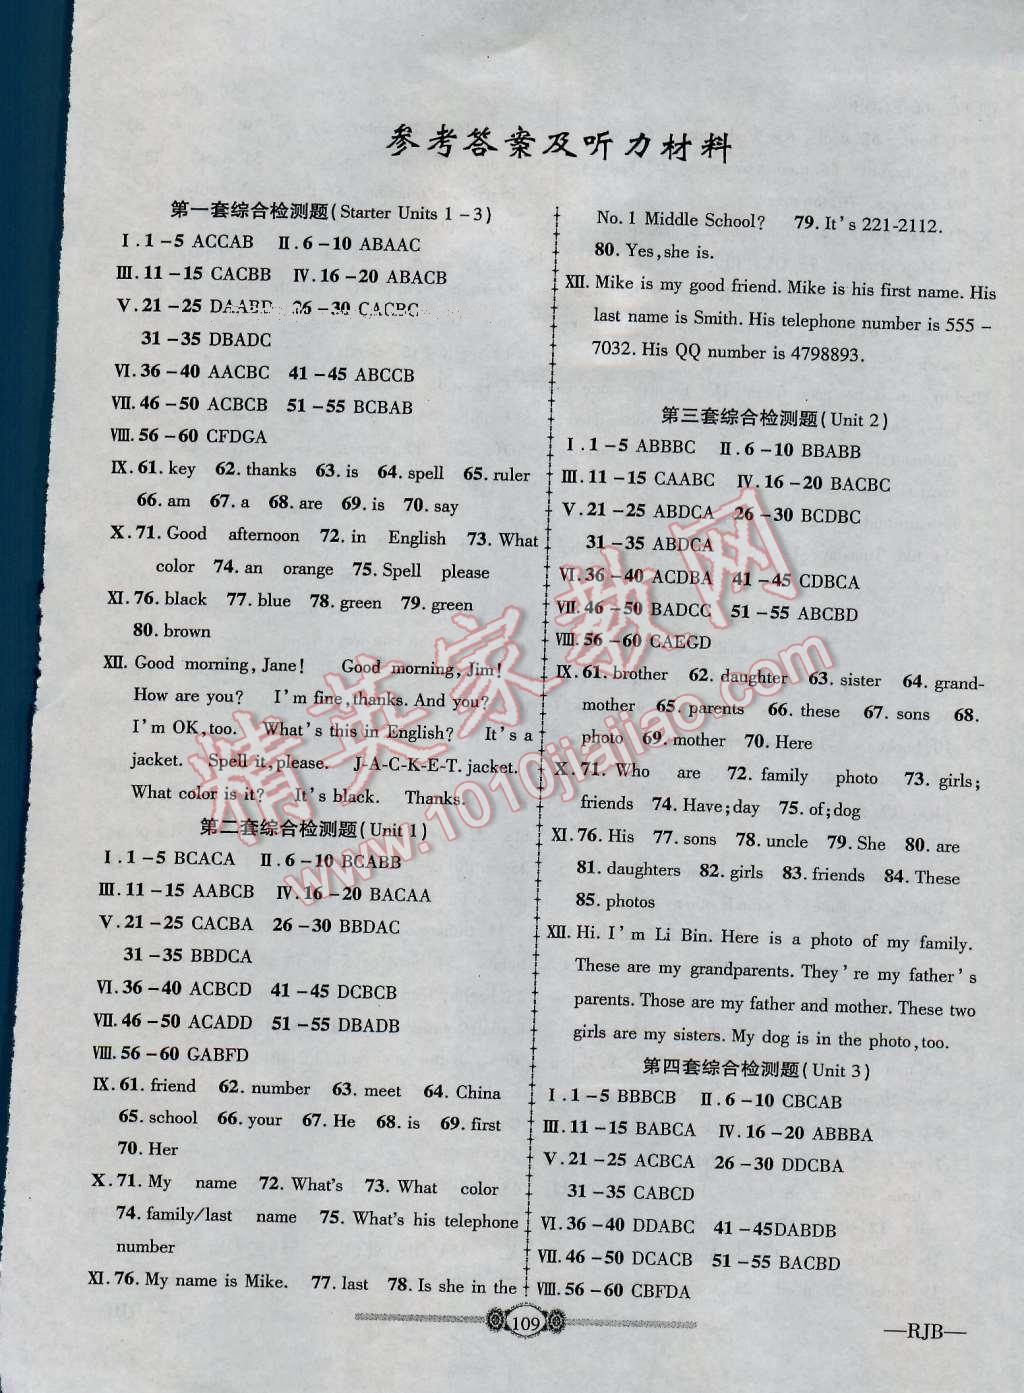 参考答案及听力材料
第一套综合检测题(Starter Units 1-3)
Ⅰ.1-5 ACCAB Ⅱ.6-10 ABAAC
Ⅲ.11-15 CACBB Ⅳ.16-20 ABACB
Ⅴ.21-25 DAABD 26-30 CACBC
31-35 DBADC
Ⅵ.36-40 AACBC 41-45 ABCCB
Ⅶ.46-50 ACBCB 51-55 BCBAB
Ⅷ.56-60 CFDGA
Ⅸ.61. key 62. thanks 63. is 64. spell 65. ruler
66. am 67. a 68. are 69. is 70. say
Ⅹ.71. Good afternoon 72. in English 73. What
color 74. an orange 75. Spell please
Ⅺ.76. black 77. blue 78. green 79. green
80. brown
Ⅻ. Good morning, Jane! Good morning, Jim!
How are you? I'm fine, thanks. And you?
I'm OK, too. What's this in English? It's a
jacket. Spell it, please. J-A-C-K-E-T. jacket.
What color is it? It's black. Thanks.
第二套综合检测题(Unit 1)
Ⅰ.1-5 BCACA Ⅱ.6-10 BCABB
Ⅲ.11-15 AABCB Ⅳ.16-20 BACAA
Ⅴ.21-25 CACBA 26-30 BBDAC
31-35 BBDCA
Ⅵ.36-40 ACBCD 41-45 DCBCB
Ⅶ.46-50 ACADD 51-55 DBADB
Ⅷ.56-60 GABFD
Ⅸ.61. friend 62. number 63. meet 64. China
65. school 66. your 67. He 68. is 69. first
70. Her
Ⅹ.71. My name 72. What's 73. What color
74. family/last name 75. What's his telephone
number
Ⅺ.76. My name is Mike. 77. last 78. Is she in the
No. 1 Middle School? 79. It's 221-2112.
80. Yes, she is.
Ⅻ. Mike is my good friend. Mike is his first name. His
last name is Smith. His telephone number is 555-
7032. His QQ number is 4798893.
第三套综合检测题(Unit 2)
Ⅰ.1-5 ABBBC Ⅱ.6-10 BBABB
Ⅲ.11-15 CAABC Ⅳ.16-20 BACBC
Ⅴ.21-25 ABDCA 26-30 BCDBC
31-35 ABDCA
Ⅵ.36-40 ACDBA 41-45 CDBCA
Ⅶ.46-50 BADCC 51-55 ABCBD
Ⅷ.56-60 CAEGD
Ⅸ.61. brother 62. daughter 63. sister 64. grand-
mother 65. parents 66. these 67. sons 68.
photo 69. mother 70. Here
Ⅹ.71. Who are 72. family photo 73. girls;
friends 74. Have; day 75. of; dog
Ⅺ.76. His 77. sons 78. uncle 79. She 80. are
81. daughters 82. girls 83. friends 84. These
85. photos
Ⅻ. Hi. I'm Li Bin. Here is a photo of my family.
These are my grandparents. They're my father's
parents. Those are my father and mother. These two
girls are my sisters. My dog is in the photo, too.
第四套综合检测题(Unit 3)
Ⅰ.1-5 BBBCB Ⅱ.6-10 CBCAB
Ⅲ.11-15 BABCA Ⅳ.16-20 ABBBA
Ⅴ.21-25 ACBCA 26-30 DDCBA
31-35 CABCD
Ⅵ.36-40 DDABC 41-45DABDB
Ⅶ.46-50 DCACB 51-55 BACBD
Ⅷ.56-60 CBFDA
109
—RJB—
精英家教网
www.1010jiajiao.com